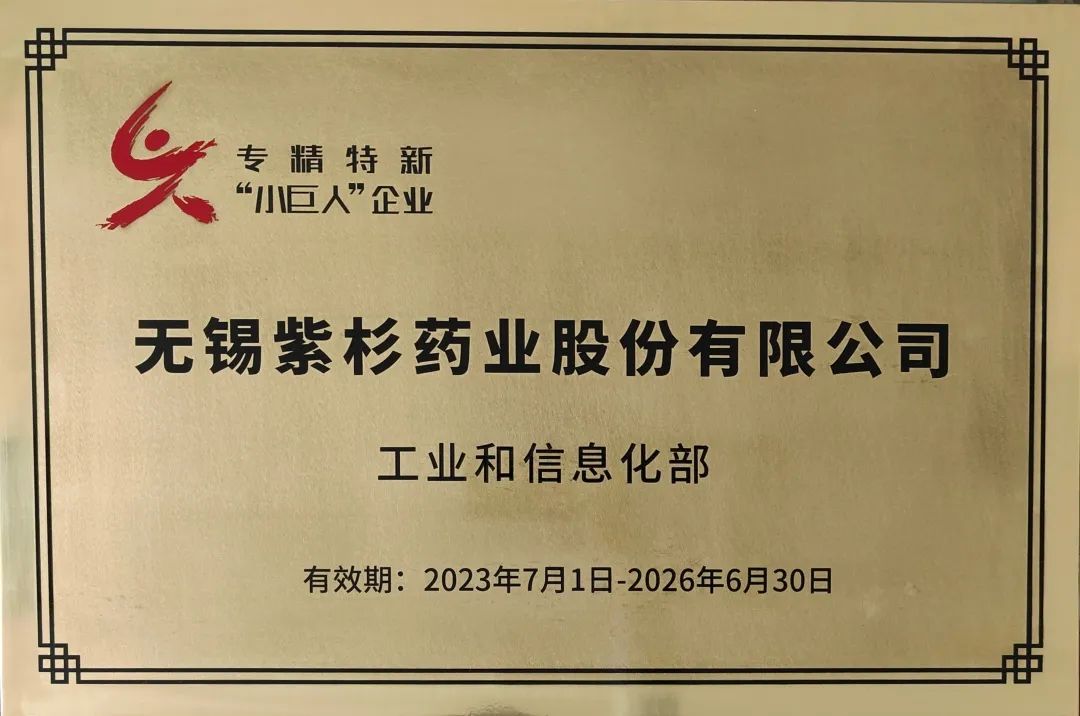 专精特新
“小巨人”企业
无锡紫杉药业股份有限公司
工业和信息化部
有效期：2023年7月1日-2026年6月30日